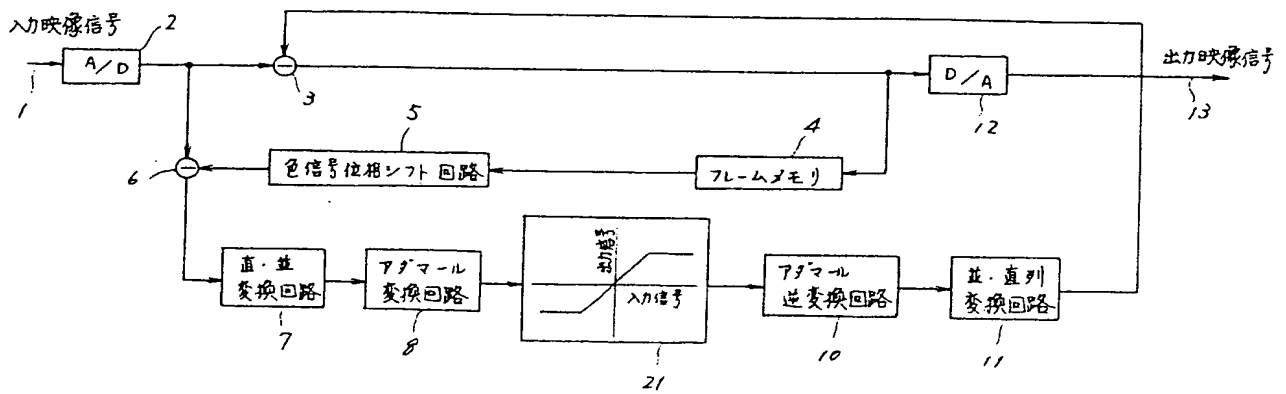 入力映像信号
2
A/D
1
3
D/A
12
出力映像信号
13
5
色信号位相シフト回路
6
4
フレームメモリ
直・並
変換回路
7
アダマール
変換回路
8
出力信号
入力信号
21
アダマール
逆変換回路
10
並・直列
変換回路
11